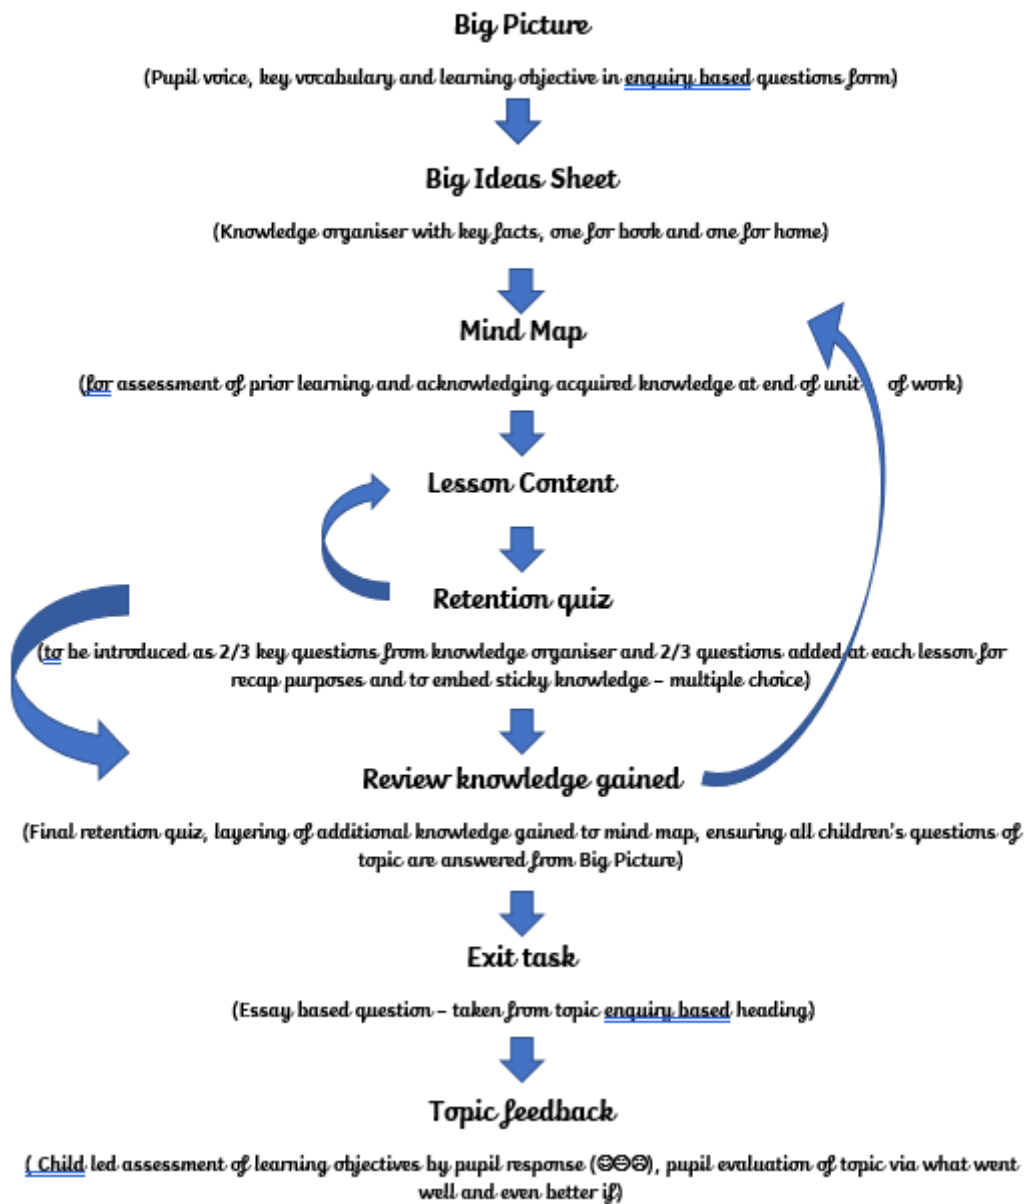 Big Picture
(Pupil voice, key vocabulary and learning objective in enquiry based questions form)
Big Ideas Sheet
(Knowledge organiser with key facts, one for book and one for home)
Mind Map
(for assessment of prior learning and acknowledging acquired knowledge at end of unit of work)
Lesson Content
Retention quiz
(to be introduced as 2/3 key questions from knowledge organiser and 2/3 questions added at each lesson for
recap purposes and to embed sticky knowledge – multiple choice)
Review knowledge gained
(Final retention quiz, layering of additional knowledge gained to mind map, ensuring all children's questions of
topic are answered from Big Picture)
Exit task
(Essay based question – taken from topic enquiry based heading)
Topic feedback
( Child led assessment of learning objectives by pupil response (☺😐☹), pupil evaluation of topic via what went
well and even better if)